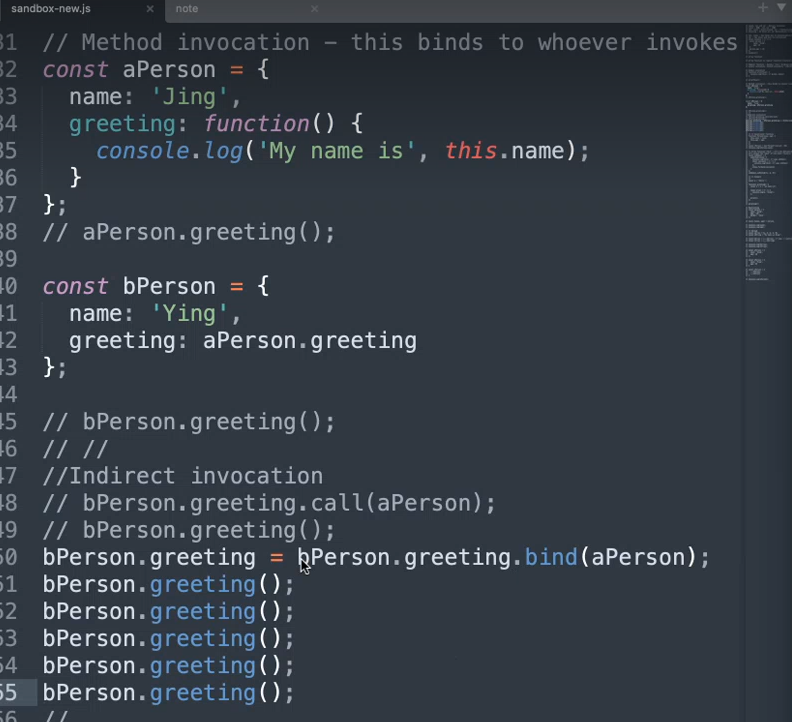 sandbox-new.js × note × + ▼
31 // Method invocation – this binds to whoever invokes
32 const aPerson = {
33 name: 'Jing',
34 greeting: function() {
35 console.log('My name is', this.name);
36 }
37 };
38 // aPerson.greeting();
39
40 const bPerson = {
41 name: 'Ying',
42 greeting: aPerson.greeting
43 };
44
45 // bPerson.greeting();
46 // //
47 //Indirect invocation
48 // bPerson.greeting.call(aPerson);
49 // bPerson.greeting();
50 bPerson.greeting = bPerson.greeting.bind(aPerson);
51 bPerson.greeting();
52 bPerson.greeting();
53 bPerson.greeting();
54 bPerson.greeting();
55 bPerson.greeting();
56 //